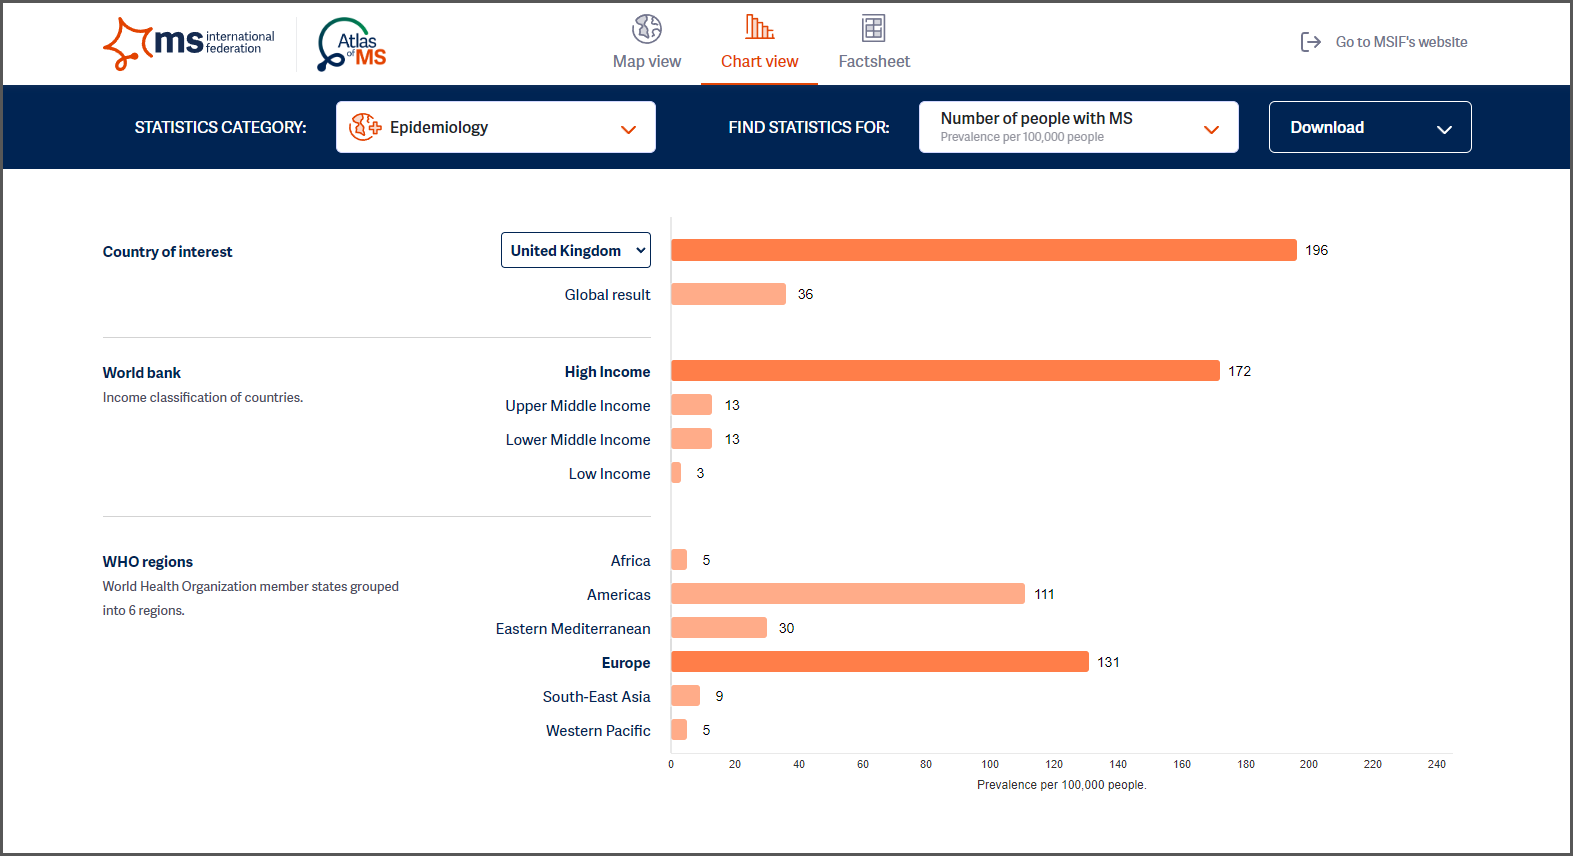 ms international federation
Atlas of MS
Map view
Chart view
Factsheet
Go to MSIF's website
STATISTICS CATEGORY:
Epidemiology
FIND STATISTICS FOR:
Number of people with MS
Prevalence per 100,000 people
Download
Country of interest
United Kingdom
196
Global result
36
World bank
Income classification of countries.
High Income
172
Upper Middle Income
13
Lower Middle Income
13
Low Income
3
WHO regions
World Health Organization member states grouped
into 6 regions.
Africa
5
Americas
111
Eastern Mediterranean
30
Europe
131
South-East Asia
9
Western Pacific
5
0 20 40 60 80 100 120 140 160 180 200 220 240
Prevalence per 100,000 people.